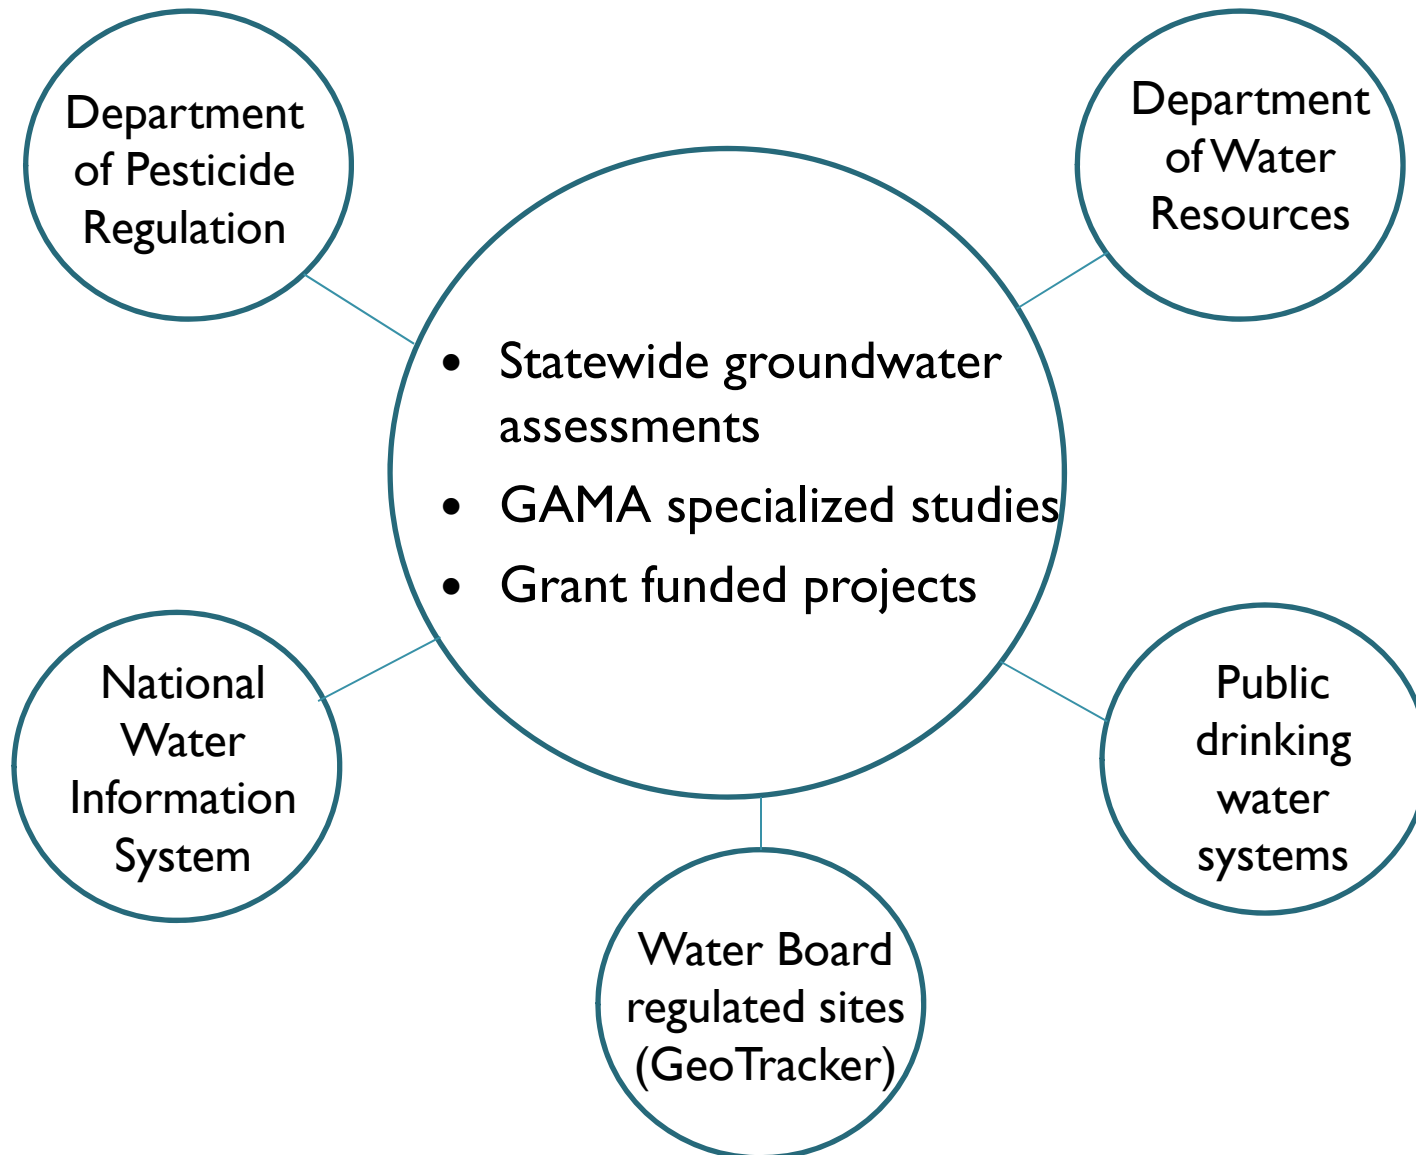 Department
of Pesticide
Regulation
Department
of Water
Resources
• Statewide groundwater
assessments
• GAMA specialized studies
• Grant funded projects
National
Water
Information
System
Public
drinking
water
systems
Water Board
regulated sites
(GeoTracker)